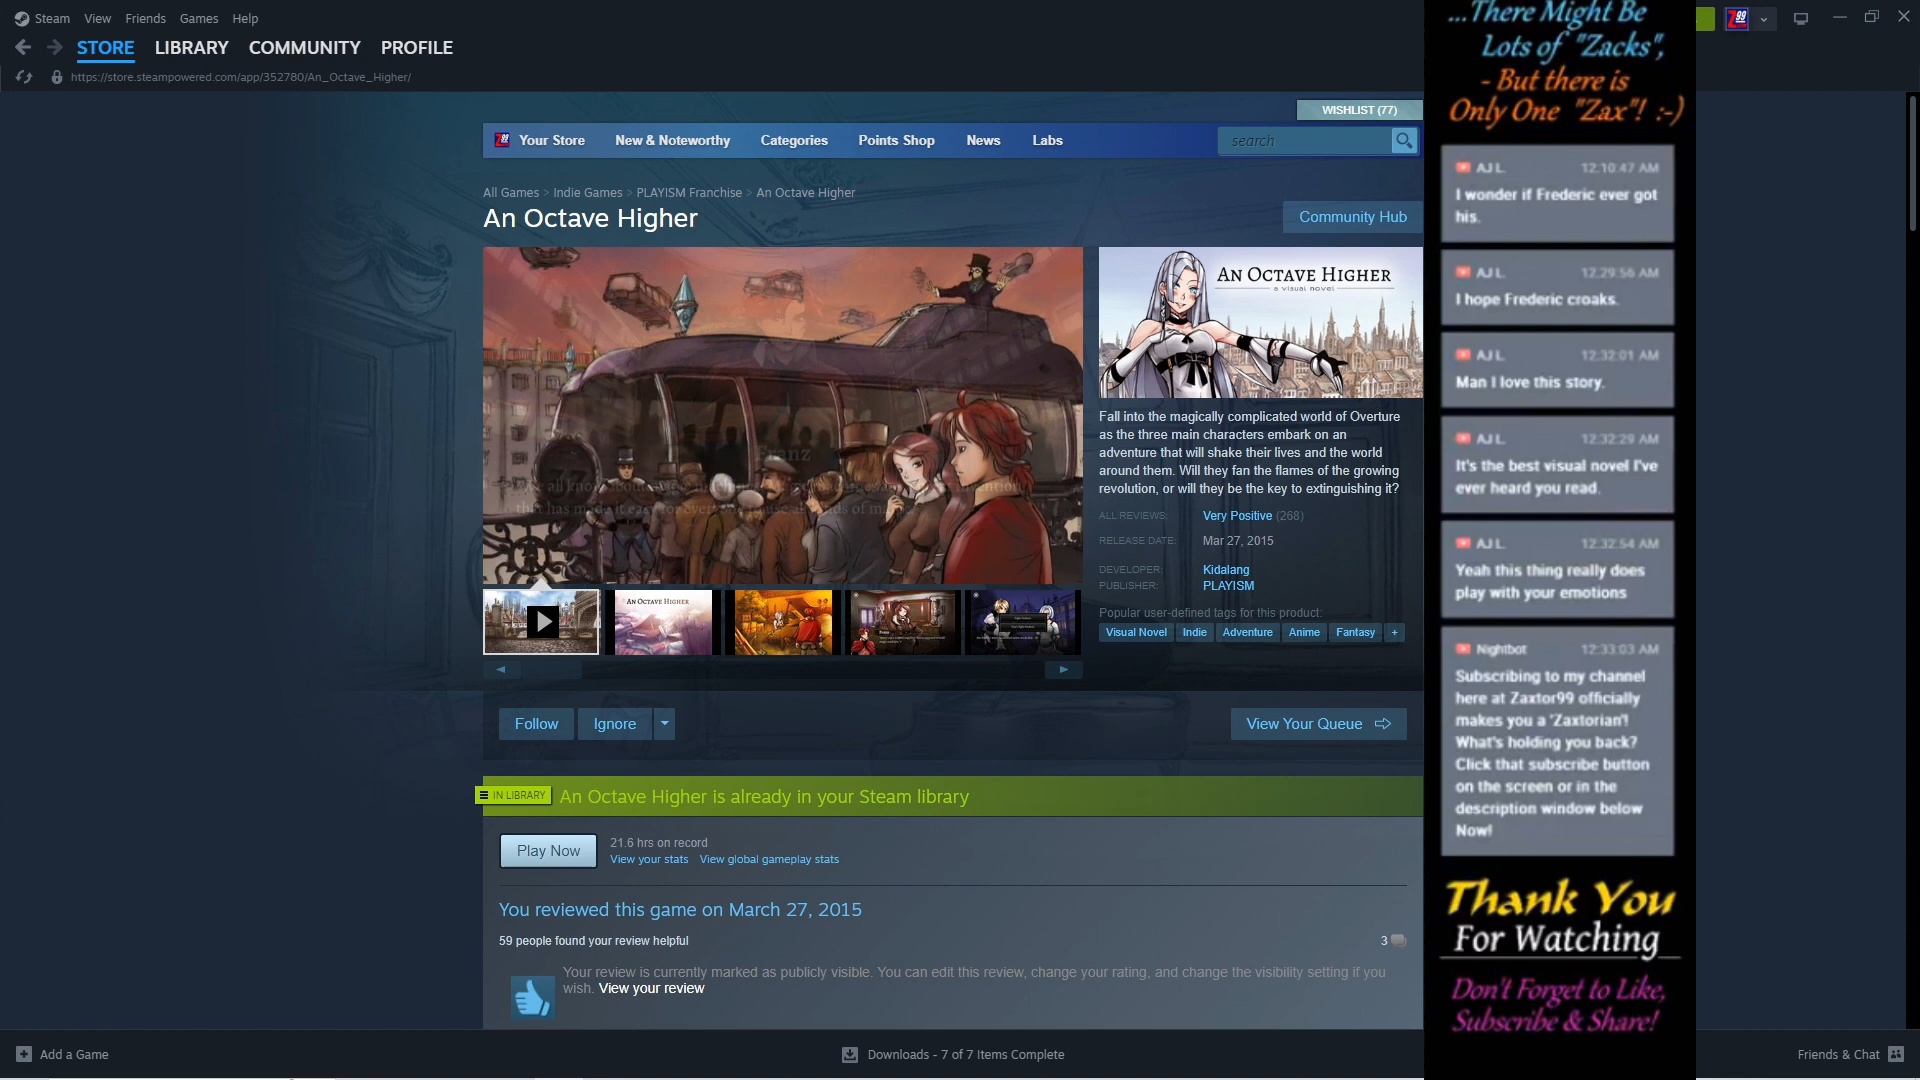 Steam View Friends Games Help
STORE LIBRARY COMMUNITY PROFILE
https://store.steampowered.com/app/352780/An_Octave_Higher/
WISHLIST (77)
Z99 Your Store New & Noteworthy Categories Points Shop News Labs
search
All Games > Indie Games > PLAYISM Franchise > An Octave Higher
An Octave Higher
Community Hub
Franz
AN OCTAVE HIGHER
a visual novel
Fall into the magically complicated world of Overture
as the three main characters embark on an
adventure that will shake their lives and the world
around them. Will they fan the flames of the growing
revolution, or will they be the key to extinguishing it?
ALL REVIEWS: Very Positive (268)
RELEASE DATE: Mar 27, 2015
DEVELOPER: Kidalang
PUBLISHER: PLAYISM
Popular user-defined tags for this product:
Visual Novel Indie Adventure Anime Fantasy +
AN OCTAVE HIGHER
Follow Ignore
View Your Queue
IN LIBRARY An Octave Higher is already in your Steam library
Play Now
21.6 hrs on record
View your stats View global gameplay stats
You reviewed this game on March 27, 2015
59 people found your review helpful
3
Your review is currently marked as publicly visible. You can edit this review, change your rating, and change the visibility setting if you
wish. View your review
Add a Game
Downloads - 7 of 7 Items Complete
Friends & Chat
Z99
...There Might Be
Lots of "Zacks",
- But there is
Only One "Zax"! :-)
AJ L. 12:10:47 AM
I wonder if Frederic ever got
his.
AJ L. 12:29:56 AM
I hope Frederic croaks.
AJ L. 12:32:01 AM
Man I love this story.
AJ L. 12:32:29 AM
It's the best visual novel I've
ever heard you read.
AJ L. 12:32:54 AM
Yeah this thing really does
play with your emotions
Nightbot 12:33:03 AM
Subscribing to my channel
here at Zaxtor99 officially
makes you a 'Zaxtorian'!
What's holding you back?
Click that subscribe button
on the screen or in the
description window below
Now!
Thank You
For Watching
Don't Forget to Like,
Subscribe & Share!